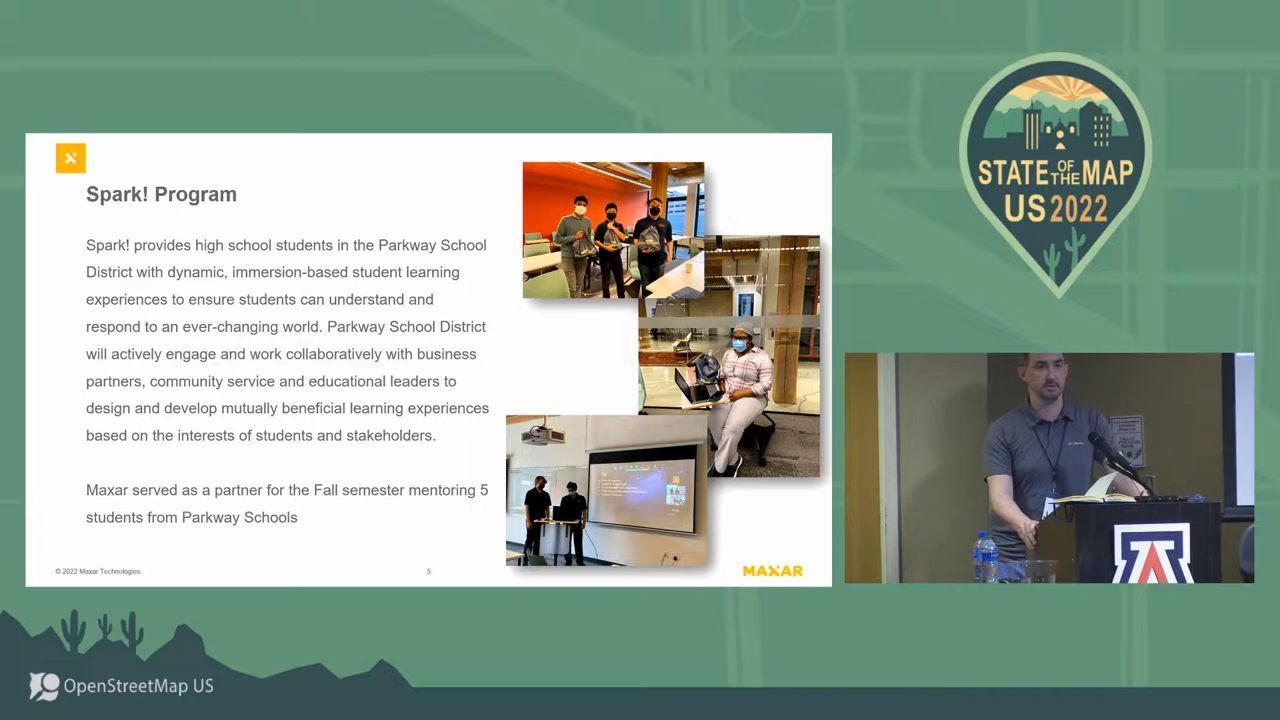 Spark! Program
Spark! provides high school students in the Parkway School
District with dynamic, immersion-based student learning
experiences to ensure students can understand and
respond to an ever-changing world. Parkway School District
will actively engage and work collaboratively with business
partners, community service and educational leaders to
design and develop mutually beneficial learning experiences
based on the interests of students and stakeholders.
Maxar served as a partner for the Fall semester mentoring 5
students from Parkway Schools
© 2022 Maxar Technologies
5
MAXAR
STATE OF THE MAP
US 2022
A
OpenStreetMap US